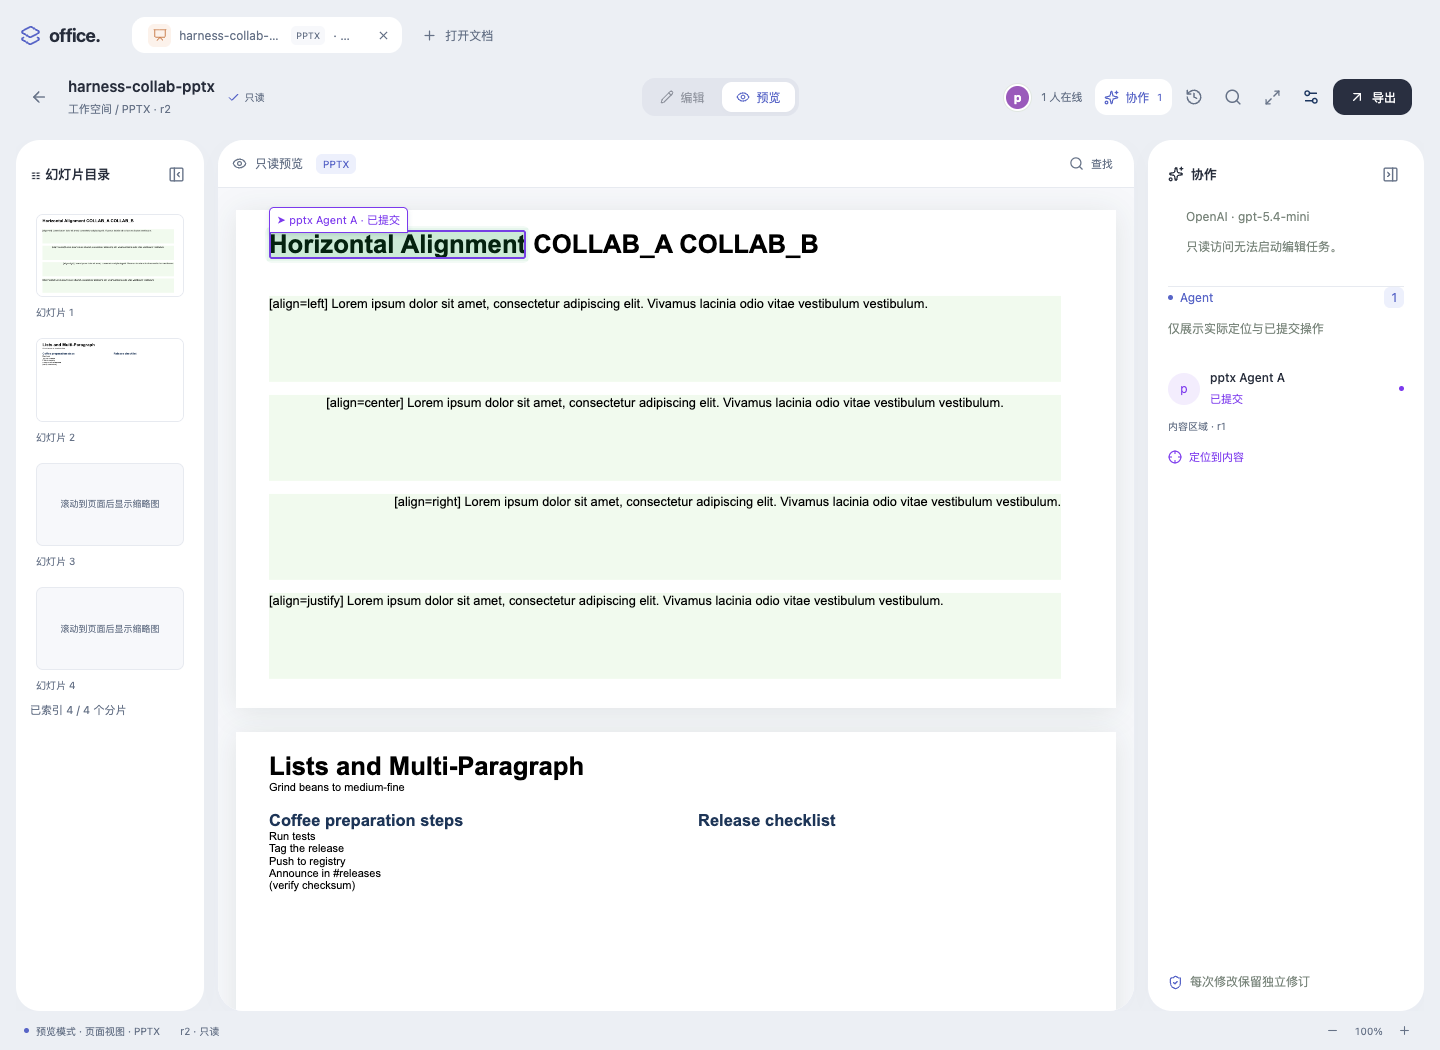 office.
harness-collab-... PPTX · ...
打开文档
harness-collab-pptx
工作空间 / PPTX · r2
只读
编辑
预览
p
1 人在线
协作 1
导出
幻灯片目录
Horizontal Alignment COLLAB_A COLLAB_B
幻灯片 1
Lists and Multi-Paragraph
Coffee preparation steps
Release checklist
幻灯片 2
滚动到页面后显示缩略图
幻灯片 3
滚动到页面后显示缩略图
幻灯片 4
已索引 4 / 4 个分片
只读预览 PPTX
查找
pptx Agent A · 已提交
Horizontal Alignment COLLAB_A COLLAB_B
[align=left] Lorem ipsum dolor sit amet, consectetur adipiscing elit. Vivamus lacinia odio vitae vestibulum vestibulum.
[align=center] Lorem ipsum dolor sit amet, consectetur adipiscing elit. Vivamus lacinia odio vitae vestibulum vestibulum.
[align=right] Lorem ipsum dolor sit amet, consectetur adipiscing elit. Vivamus lacinia odio vitae vestibulum vestibulum.
[align=justify] Lorem ipsum dolor sit amet, consectetur adipiscing elit. Vivamus lacinia odio vitae vestibulum vestibulum.
Lists and Multi-Paragraph
Grind beans to medium-fine
Coffee preparation steps
Run tests
Tag the release
Push to registry
Announce in #releases
(verify checksum)
Release checklist
协作
OpenAI · gpt-5.4-mini
只读访问无法启动编辑任务。
Agent 1
仅展示实际定位与已提交操作
p
pptx Agent A
已提交
内容区域 · r1
定位到内容
每次修改保留独立修订
预览模式 · 页面视图 · PPTX
r2 · 只读
100%